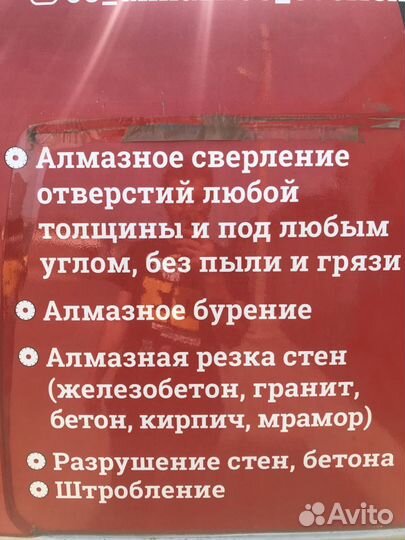 Алмазное сверление
отверстий любой
толщины и под любым
углом, без пыли и грязи
Алмазное бурение
Алмазная резка стен
(железобетон, гранит,
бетон, кирпич, мрамор)
Разрушение стен, бетона
Штробление
Avito